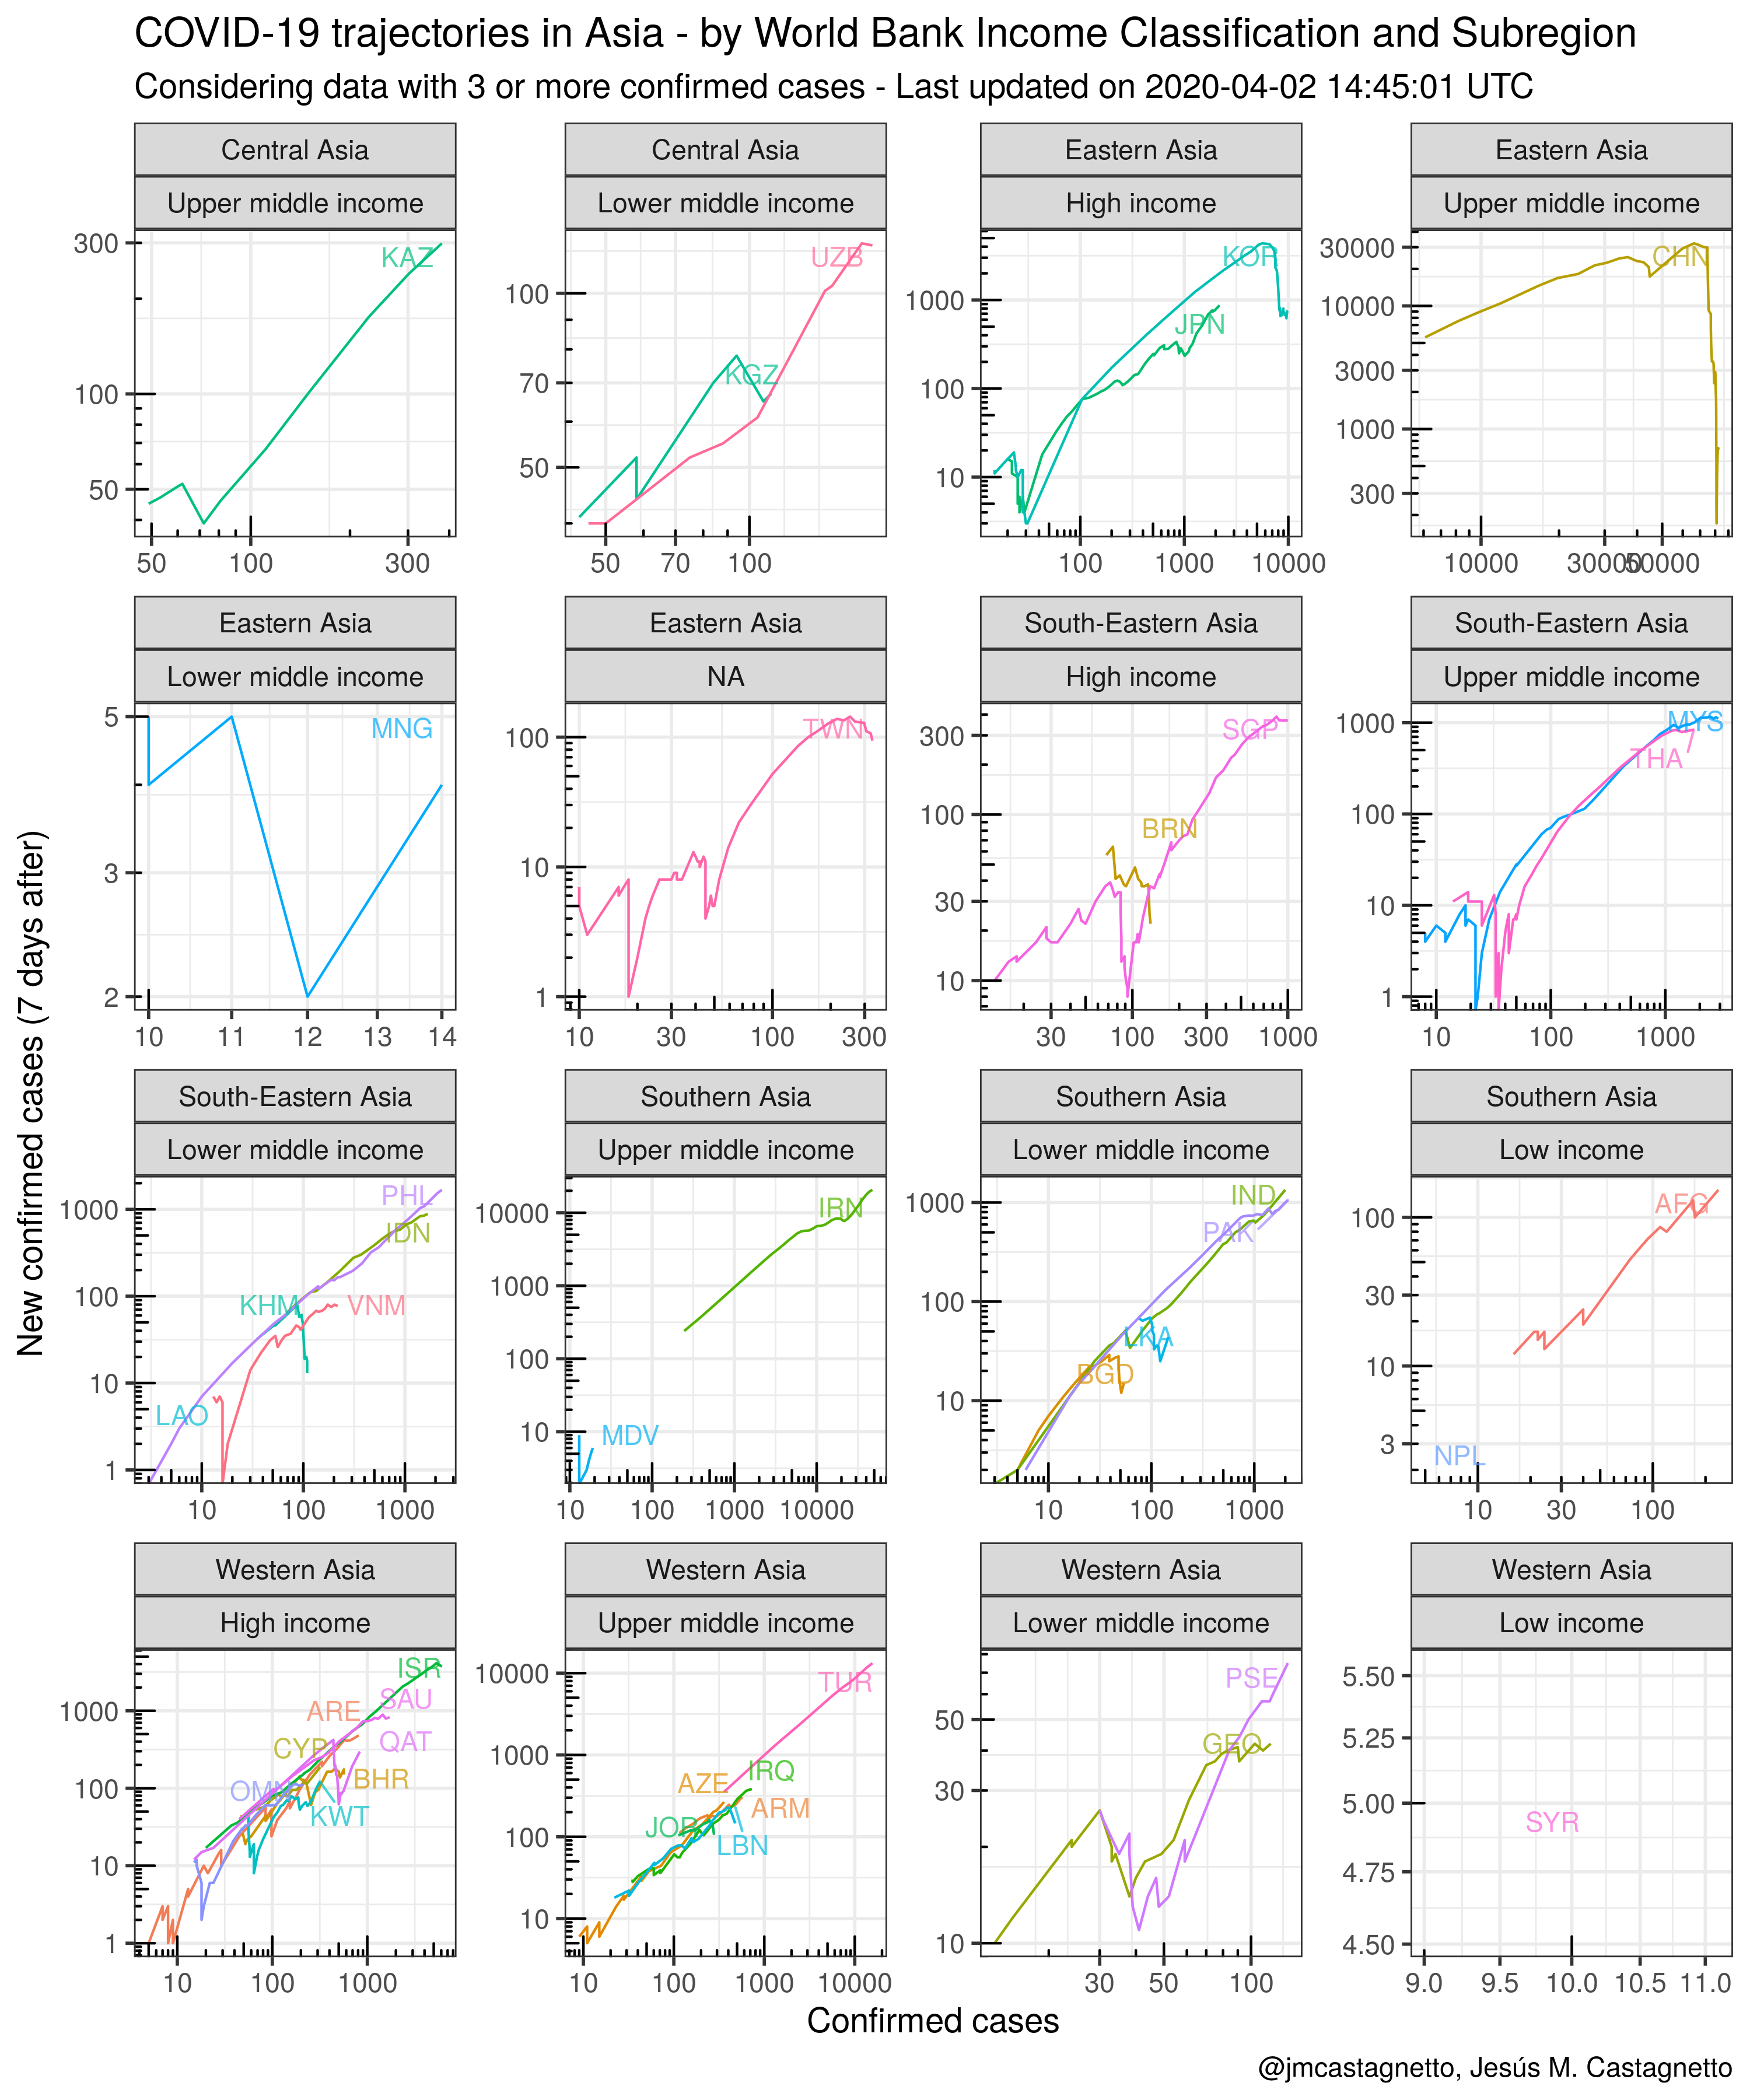 COVID-19 trajectories in Asia - by World Bank Income Classification and Subregion
Considering data with 3 or more confirmed cases - Last updated on 2020-04-02 14:45:01 UTC
Central Asia
Upper middle income
KAZ
300
100
50
50 100 300
Central Asia
Lower middle income
UZB
KGZ
100
70
50
50 70 100
Eastern Asia
High income
KOR
JPN
1000
100
10
100 1000 10000
Eastern Asia
Upper middle income
CHN
30000
10000
3000
1000
300
10000 30000 50000
Eastern Asia
Lower middle income
MNG
5
3
2
10 11 12 13 14
Eastern Asia
NA
TWN
100
10
1
10 30 100 300
South-Eastern Asia
High income
SGP
BRN
300
100
30
10
30 100 300 1000
South-Eastern Asia
Upper middle income
MYS
THA
1000
100
10
1
10 100 1000
South-Eastern Asia
Lower middle income
PHL
IDN
KHM
VNM
LAO
1000
100
10
1
10 100 1000
Southern Asia
Upper middle income
IRN
MDV
10000
1000
100
10
10 100 1000 10000
Southern Asia
Lower middle income
IND
PAK
LKA
BGD
1000
100
10
10 100 1000
Southern Asia
Low income
AFG
NPL
100
30
10
3
10 30 100
Western Asia
High income
ISR
SAU
ARE
QAT
CYP
BHR
OMN
KWT
1000
100
10
1
10 100 1000
Western Asia
Upper middle income
TUR
IRQ
AZE
ARM
JOR
LBN
10000
1000
100
10
10 100 1000 10000
Western Asia
Lower middle income
PSE
GEO
50
30
10
30 50 100
Western Asia
Low income
SYR
5.50
5.25
5.00
4.75
4.50
9.0 9.5 10.0 10.5 11.0
New confirmed cases (7 days after)
Confirmed cases
@jmcastagnetto, Jesús M. Castagnetto